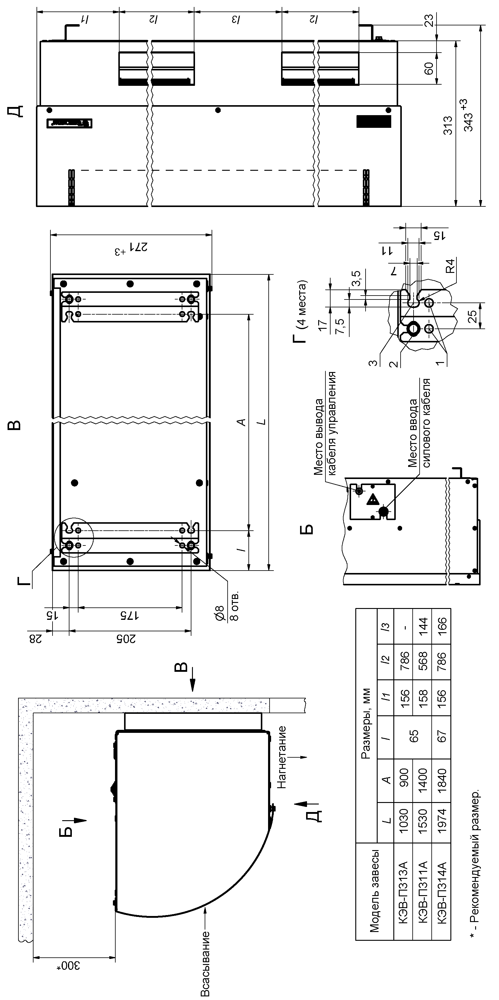 300*
Б
Всасывание
Нагнетание
В
Д
В
Г
28
15
205
175
Ø8
8 отв.
l
A
L
271 +3
Д
l1
l2
l3
l2
23
60
313
343 +3
Б
Место вывода
кабеля управления
Место ввода
силового кабеля
Г (4 места)
17
7,5
3,5
7
11
15
R4
25
3
2
1
Модель завесы Размеры, мм
L A l l1 l2 l3
КЭВ-П313А 1030 900 65 156 786 -
КЭВ-П311А 1530 1400 158 568 144
КЭВ-П314А 1974 1840 67 156 786 166
* - Рекомендуемый размер.